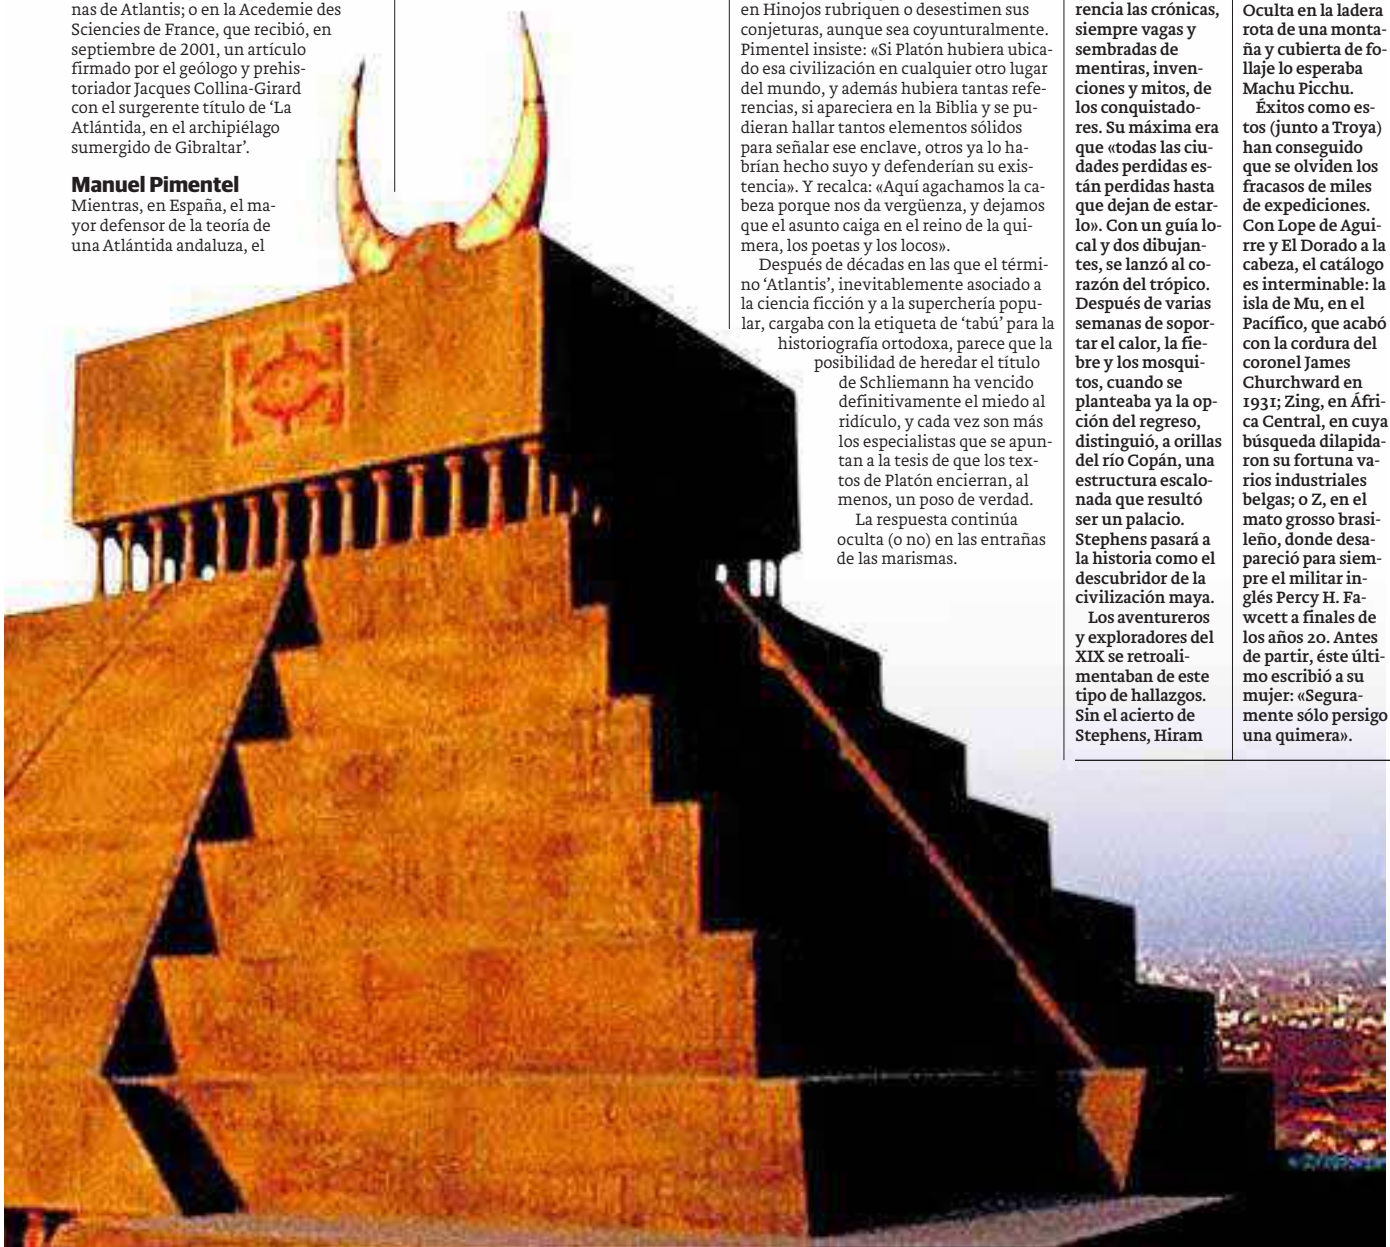 nas de Atlantis; o en la Acedemie des
Sciencies de France, que recibió, en
septiembre de 2001, un artículo
firmado por el geólogo y prehis-
toriador Jacques Collina-Girard
con el surgerente título de ‘La
Atlántida, en el archipiélago
sumergido de Gibraltar’.
Manuel Pimentel
Mientras, en España, el ma-
yor defensor de la teoría de
una Atlántida andaluza, el
en Hinojos rubriquen o desestimen sus
conjeturas, aunque sea coyunturalmente.
Pimentel insiste: «Si Platón hubiera ubica-
do esa civilización en cualquier otro lugar
del mundo, y además hubiera tantas refe-
rencias, si apareciera en la Biblia y se pu-
dieran hallar tantos elementos sólidos
para señalar ese enclave, otros ya lo ha-
brían hecho suyo y defenderían su exis-
tencia». Y recalca: «Aquí agachamos la ca-
beza porque nos da vergüenza, y dejamos
que el asunto caiga en el reino de la qui-
mera, los poetas y los locos».
Después de décadas en las que el térmi-
no ‘Atlantis’, inevitablemente asociado a
la ciencia ficción y a la superchería popu-
lar, cargaba con la etiqueta de ‘tabú’ para la
historiografía ortodoxa, parece que la
posibilidad de heredar el título
de Schliemann ha vencido
definitivamente el miedo al
ridículo, y cada vez son más
los especialistas que se apun-
tan a la tesis de que los tex-
tos de Platón encierran, al
menos, un poso de verdad.
La respuesta continúa
oculta (o no) en las entrañas
de las marismas.
rencia las crónicas,
siempre vagas y
sembradas de
mentiras, inven-
ciones y mitos, de
los conquistado-
res. Su máxima era
que «todas las ciu-
dades perdidas es-
tán perdidas hasta
que dejan de estar-
lo». Con un guía lo-
cal y dos dibujan-
tes, se lanzó al co-
razón del trópico.
Después de varias
semanas de sopor-
tar el calor, la fie-
bre y los mosqui-
tos, cuando se
planteaba ya la op-
ción del regreso,
distinguió, a orillas
del río Copán, una
estructura escalo-
nada que resultó
ser un palacio.
Stephens pasará a
la historia como el
descubridor de la
civilización maya.
Los aventureros
y exploradores del
XIX se retroali-
mentaban de este
tipo de hallazgos.
Sin el acierto de
Stephens, Hiram
Oculta en la ladera
rota de una monta-
ña y cubierta de fo-
llaje lo esperaba
Machu Picchu.
Éxitos como es-
tos (junto a Troya)
han conseguido
que se olviden los
fracasos de miles
de expediciones.
Con Lope de Agui-
rre y El Dorado a la
cabeza, el catálogo
es interminable: la
isla de Mu, en el
Pacífico, que acabó
con la cordura del
coronel James
Churchward en
1931; Zing, en Áfri-
ca Central, en cuya
búsqueda dilapida-
ron su fortuna va-
rios industriales
belgas; o Z, en el
mato grosso brasi-
leño, donde desa-
pareció para siem-
pre el militar in-
glés Percy H. Fa-
wcett a finales de
los años 20. Antes
de partir, éste últi-
mo escribió a su
mujer: «Segura-
mente sólo persigo
una quimera».